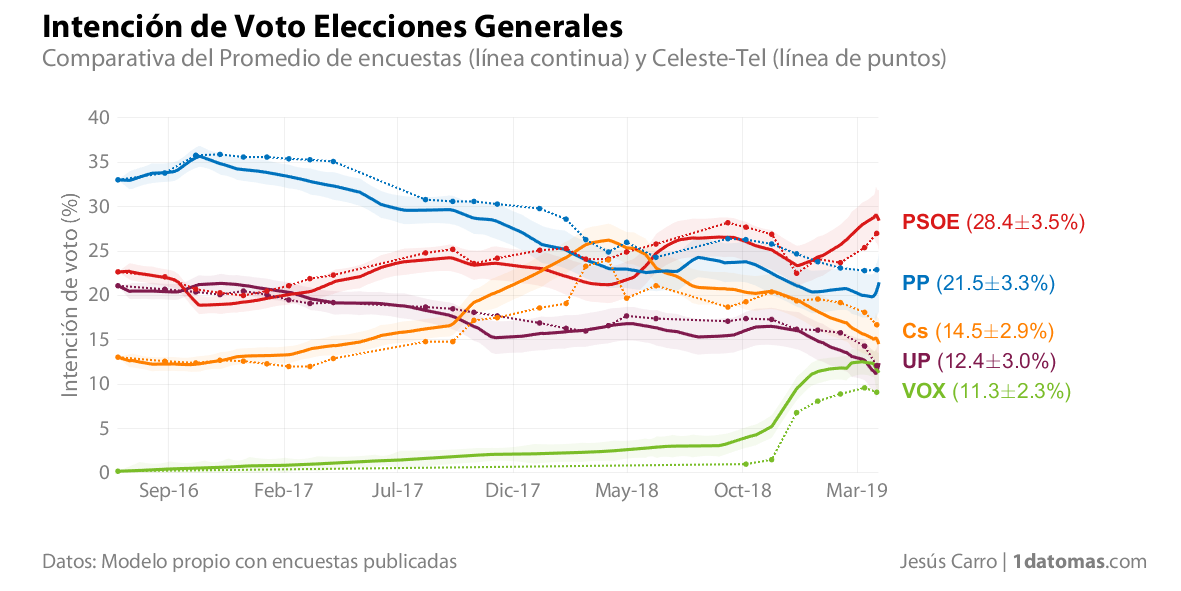 Intención de Voto Elecciones Generales
Comparativa del Promedio de encuestas (línea continua) y Celeste-Tel (línea de puntos)
Intención de voto (%)
40
35
30
25
20
15
10
5
0
Sep-16 Feb-17 Jul-17 Dic-17 May-18 Oct-18 Mar-19
PSOE (28.4±3.5%)
PP (21.5±3.3%)
Cs (14.5±2.9%)
UP (12.4±3.0%)
VOX (11.3±2.3%)
Datos: Modelo propio con encuestas publicadas
Jesús Carro | 1datomas.com